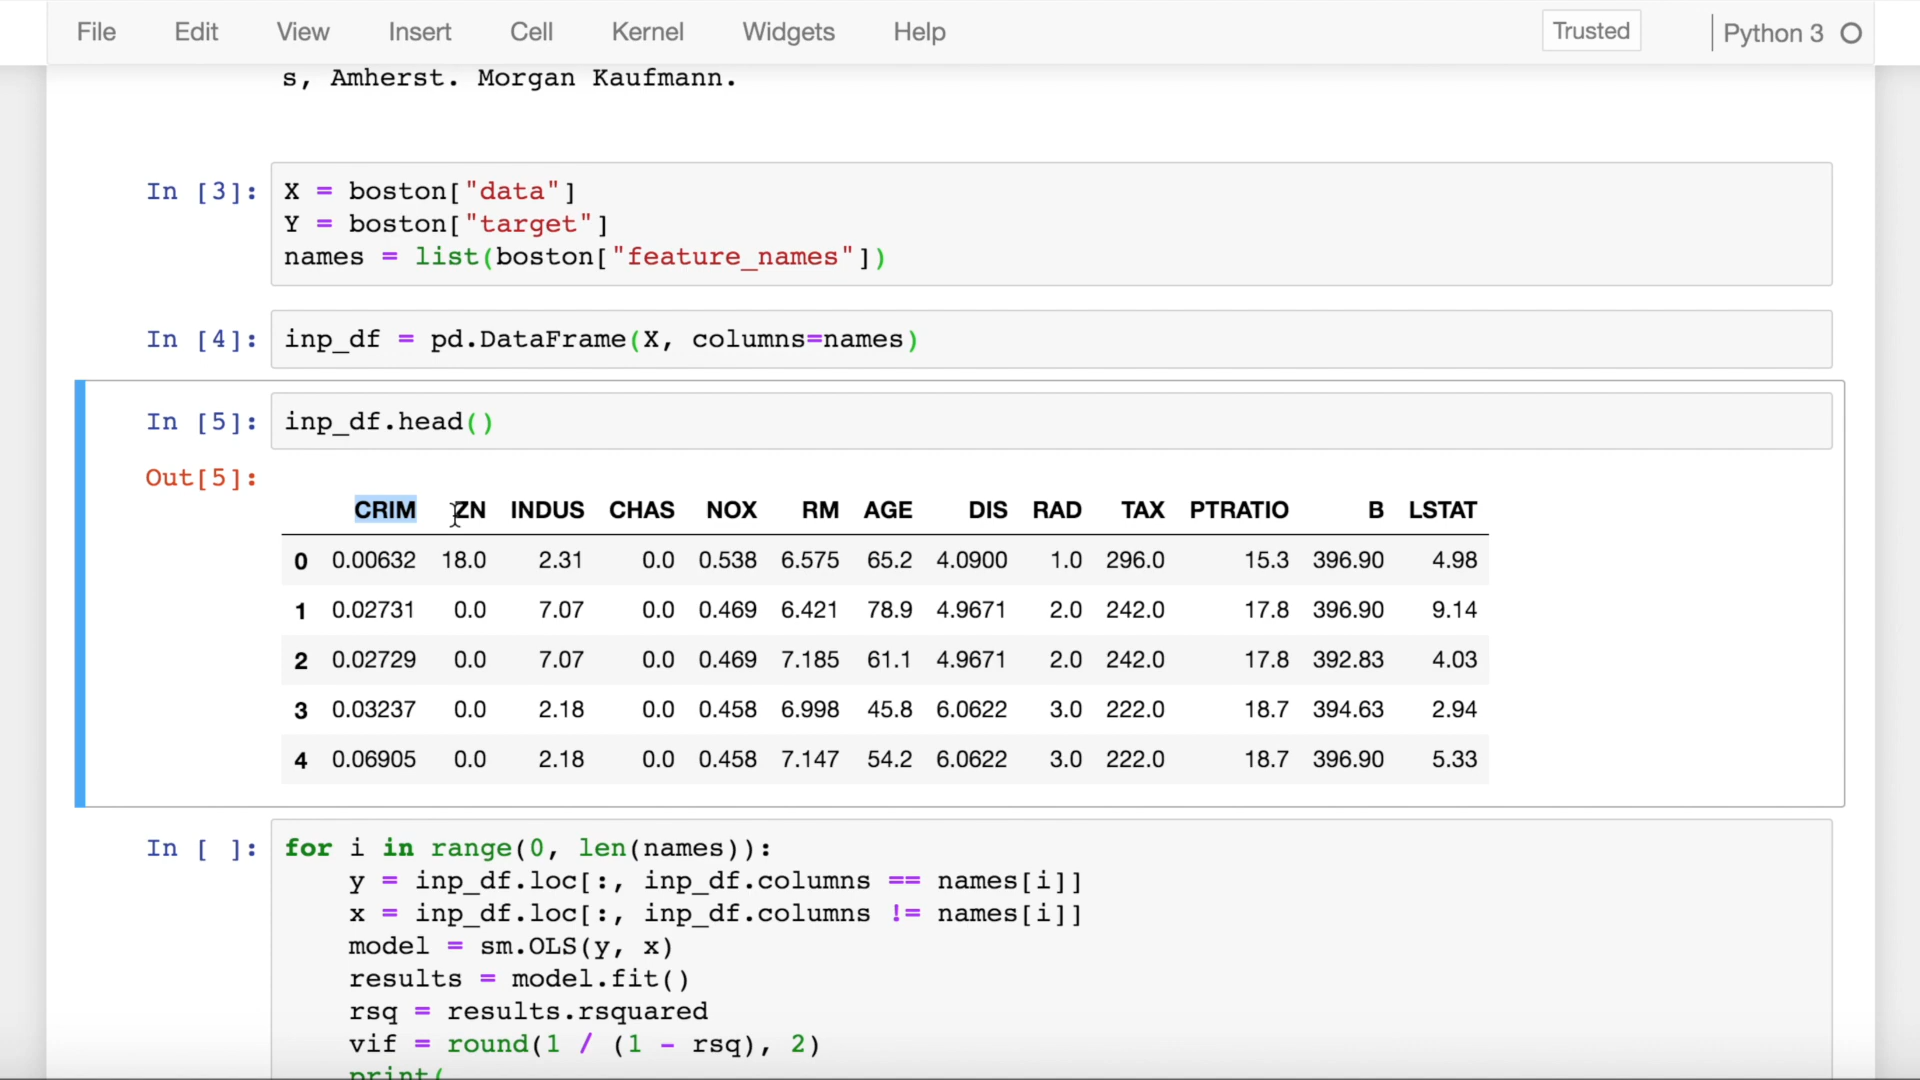 File Edit View Insert Cell Kernel Widgets Help Trusted Python 3
s, Amherst. Morgan Kaufmann.
In [3]: X = boston["data"]
Y = boston["target"]
names = list(boston["feature_names"])
In [4]: inp_df = pd.DataFrame(X, columns=names)
In [5]: inp_df.head()
Out[5]:
CRIM ZN INDUS CHAS NOX RM AGE DIS RAD TAX PTRATIO B LSTAT
0 0.00632 18.0 2.31 0.0 0.538 6.575 65.2 4.0900 1.0 296.0 15.3 396.90 4.98
1 0.02731 0.0 7.07 0.0 0.469 6.421 78.9 4.9671 2.0 242.0 17.8 396.90 9.14
2 0.02729 0.0 7.07 0.0 0.469 7.185 61.1 4.9671 2.0 242.0 17.8 392.83 4.03
3 0.03237 0.0 2.18 0.0 0.458 6.998 45.8 6.0622 3.0 222.0 18.7 394.63 2.94
4 0.06905 0.0 2.18 0.0 0.458 7.147 54.2 6.0622 3.0 222.0 18.7 396.90 5.33
In [ ]: for i in range(0, len(names)):
    y = inp_df.loc[:, inp_df.columns == names[i]]
    x = inp_df.loc[:, inp_df.columns != names[i]]
    model = sm.OLS(y, x)
    results = model.fit()
    rsq = results.rsquared
    vif = round(1 / (1 - rsq), 2)
    print(